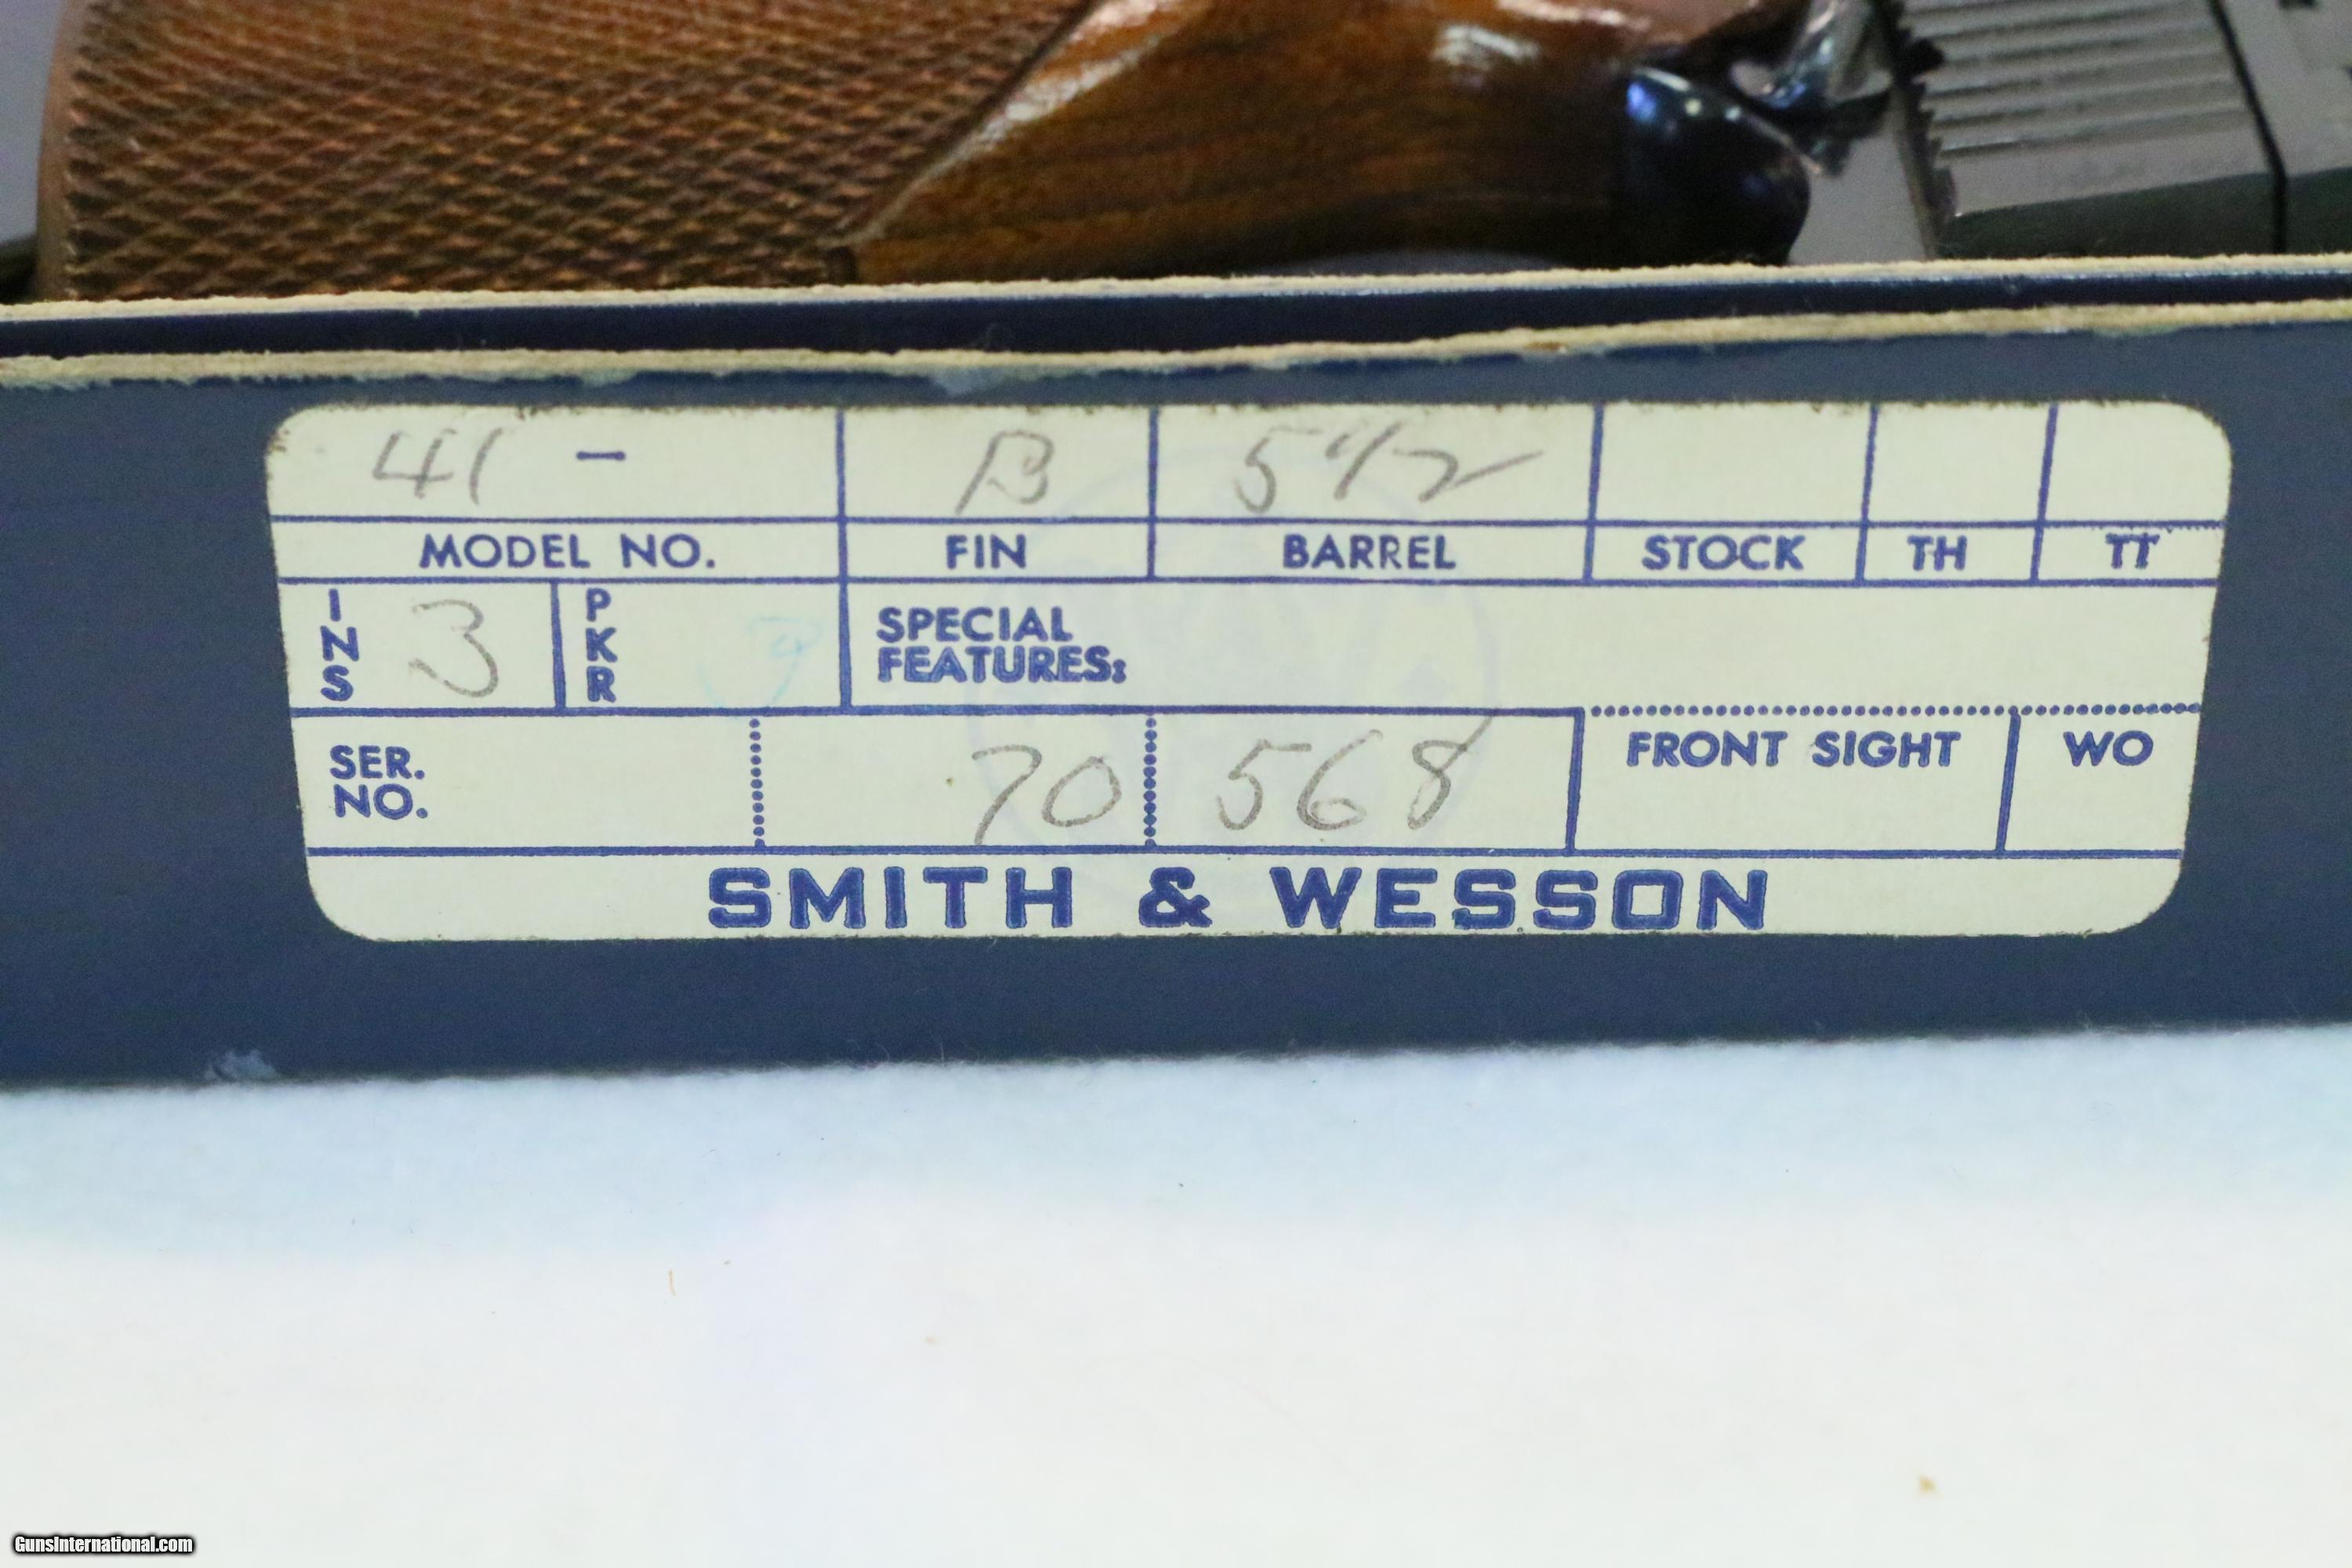 41 - B 5 1/2
MODEL NO. FIN BARREL STOCK TH TT
INS 3 PKR SPECIAL
FEATURES:
SER.
NO. 70 568 FRONT SIGHT WO
SMITH & WESSON
GunsInternational.com